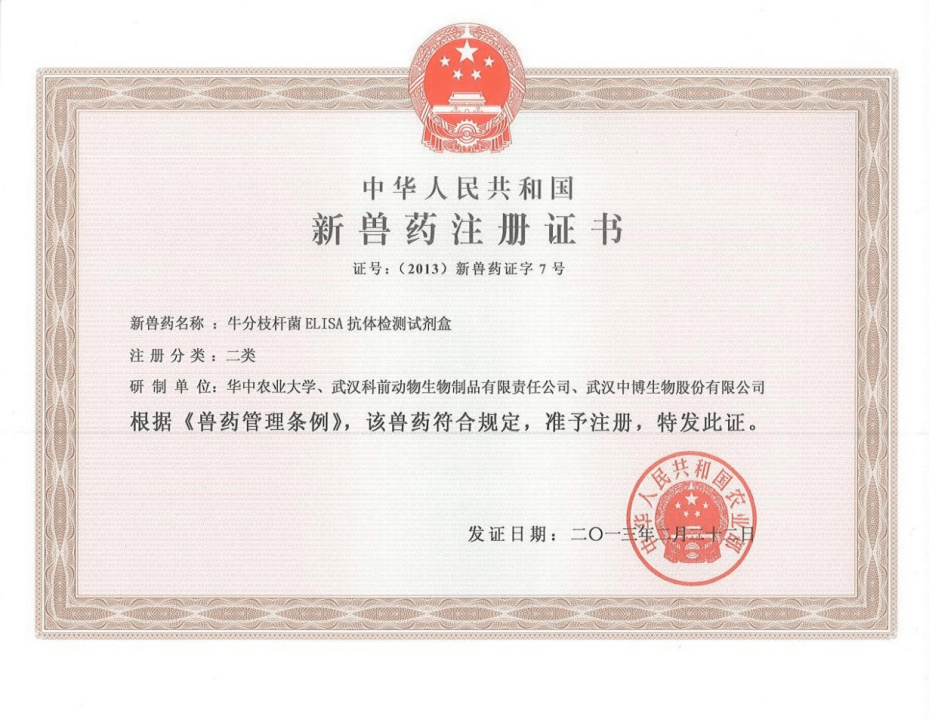 中华人民共和国
新兽药注册证书
证号：（2013）新兽药证字 7 号
新兽药名称 ：牛分枝杆菌 ELISA 抗体检测试剂盒
注 册 分 类：二类
研 制 单 位：华中农业大学、武汉科前动物生物制品有限责任公司、武汉中博生物股份有限公司
根据《兽药管理条例》，该兽药符合规定，准予注册，特发此证。
中华人民共和国农业部
发证日期：二〇一三年二月二十二日